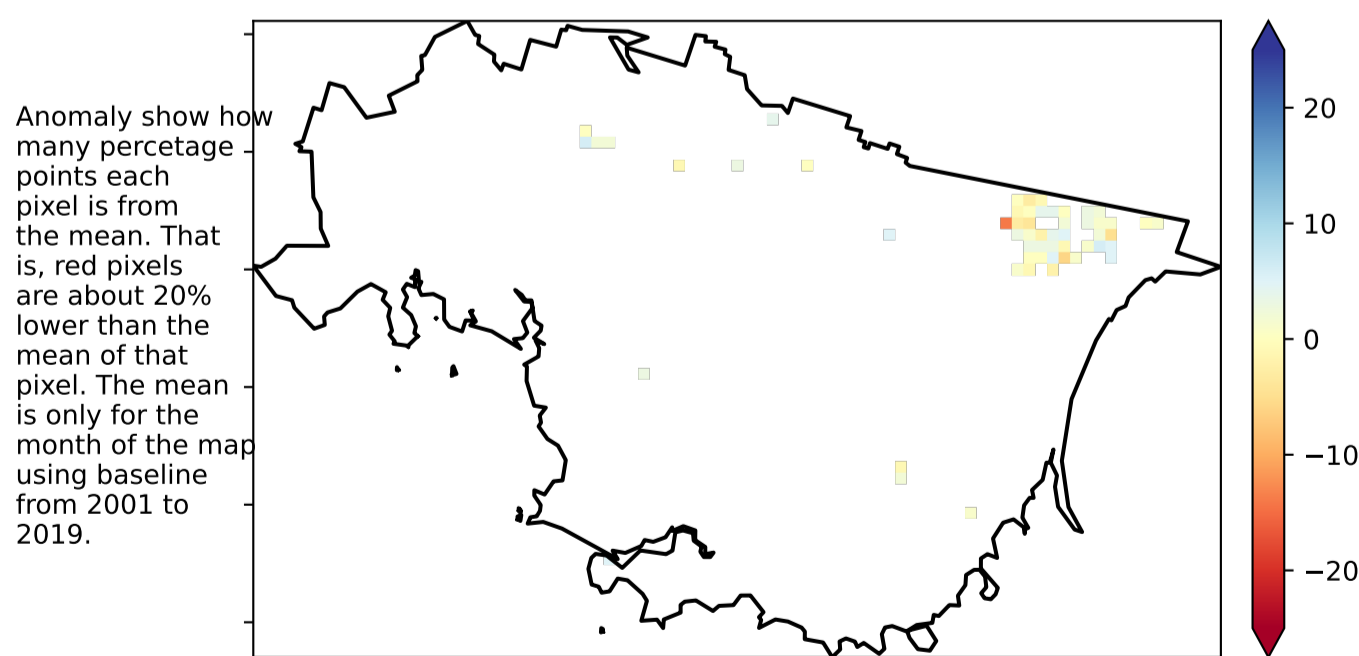 Anomaly show how
many percetage
points each
pixel is from
the mean. That
is, red pixels
are about 20%
lower than the
mean of that
pixel. The mean
is only for the
month of the map
using baseline
from 2001 to
2019.
20
10
0
−10
−20